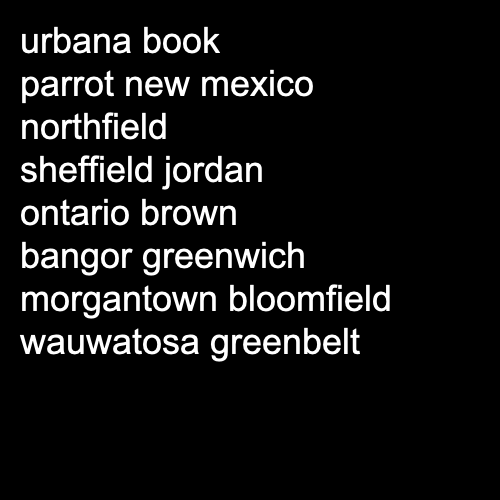 urbana book
parrot new mexico
northfield
sheffield jordan
ontario brown
bangor greenwich
morgantown bloomfield
wauwatosa greenbelt